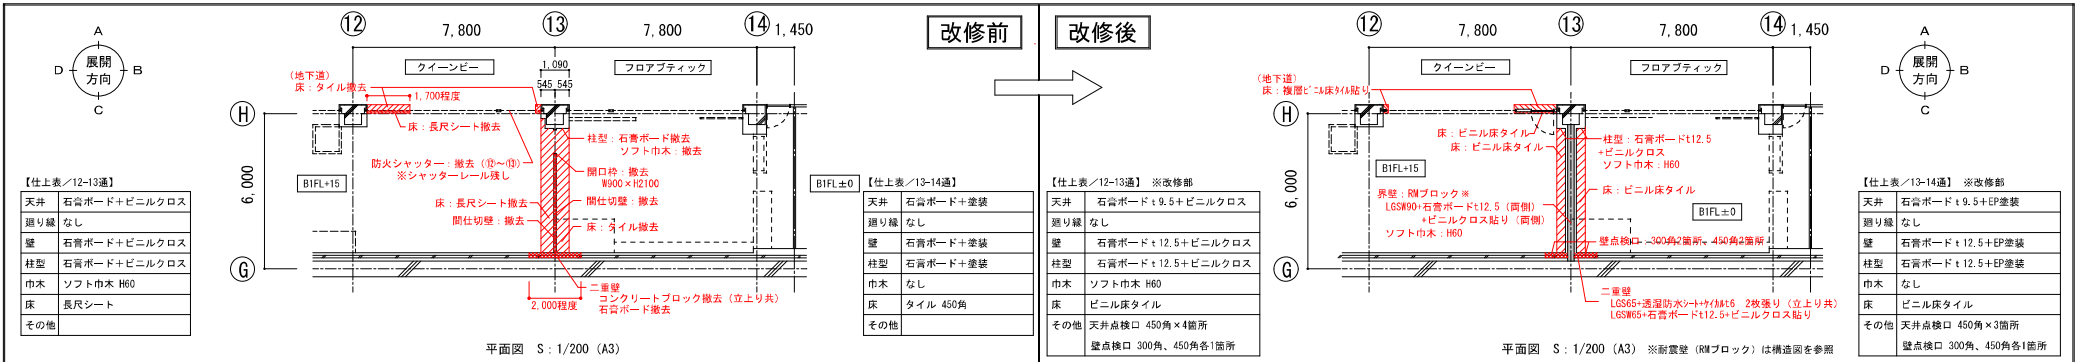 改修前
A
D
展開
方向
B
C
12
13
14
7,800
7,800
1,450
クイーンビー
1,090
545 545
フロアブティック
(地下道)
床：タイル撤去
1,700程度
H
床：長尺シート撤去
防火シャッター：撤去 (⑫～⑬)
※シャッターレール残し
柱型：石膏ボード撤去
ソフト巾木：撤去
開口枠：撤去
W900×H2100
6,000
B1FL+15
B1FL±0
床：長尺シート撤去
間仕切壁：撤去
間仕切壁：撤去
床：タイル撤去
G
2,000程度
二重壁
コンクリートブロック撤去 (立上り共)
石膏ボード撤去
平面図 S：1/200 (A3)
【仕上表／12-13通】
天井 石膏ボード＋ビニルクロス
廻り縁 なし
壁 石膏ボード＋ビニルクロス
柱型 石膏ボード＋ビニルクロス
巾木 ソフト巾木 H60
床 長尺シート
その他
【仕上表／13-14通】
天井 石膏ボード＋塗装
廻り縁 なし
壁 石膏ボード＋塗装
柱型 石膏ボード＋塗装
巾木 なし
床 タイル 450角
その他
改修後
12
13
14
7,800
7,800
1,450
A
D
展開
方向
B
C
クイーンビー
フロアブティック
(地下道)
床：複層ビニル床タイル貼り
H
床：ビニル床タイル
床：ビニル床タイル
柱型：石膏ボードt12.5
+ビニルクロス
ソフト巾木：H60
B1FL+15
6,000
界壁：RMブロック※
LGSW90+石膏ボードt12.5 (両側)
+ビニルクロス貼り (両側)
ソフト巾木：H60
床：ビニル床タイル
B1FL±0
壁点検口：300角2箇所、450角2箇所
G
二重壁
LGS65+透湿防水シート+ケイカルt6 2枚張り (立上り共)
LGSW65+石膏ボードt12.5+ビニルクロス貼り
平面図 S：1/200 (A3) ※耐震壁 (RMブロック) は構造図を参照
【仕上表／12-13通】 ※改修部
天井 石膏ボードｔ9.5＋ビニルクロス
廻り縁 なし
壁 石膏ボードｔ12.5＋ビニルクロス
柱型 石膏ボードｔ12.5＋ビニルクロス
巾木 ソフト巾木 H60
床 ビニル床タイル
その他 天井点検口 450角×4箇所
壁点検口 300角、450角各1箇所
【仕上表／13-14通】 ※改修部
天井 石膏ボードｔ9.5＋EP塗装
廻り縁 なし
壁 石膏ボードｔ12.5＋EP塗装
柱型 石膏ボードｔ12.5＋EP塗装
巾木 なし
床 ビニル床タイル
その他 天井点検口 450角×3箇所
壁点検口 300角、450角各1箇所